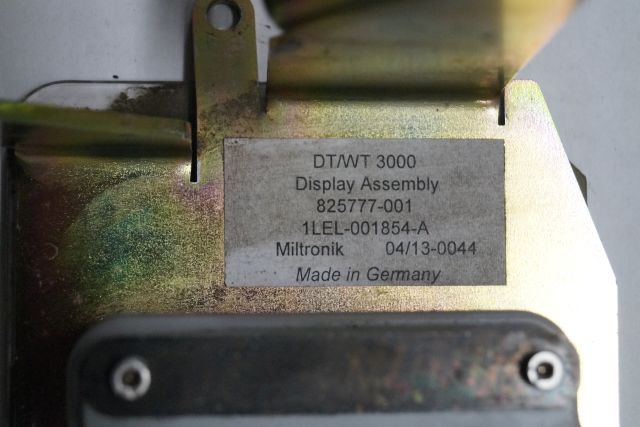 DT/WT 3000
Display Assembly
825777-001
1LEL-001854-A
Miltronik 04/13-0044
Made in Germany